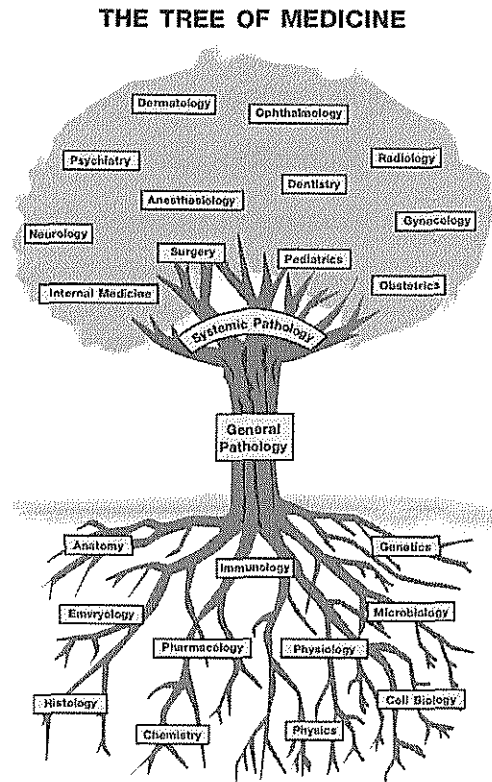 THE TREE OF MEDICINE
Dermatology
Ophthalmology
Psychiatry
Radiology
Dentistry
Anesthesiology
Gynecology
Neurology
Surgery
Pediatrics
Internal Medicine
Obstetrics
Systemic Pathology
General
Pathology
Anatomy
Genetics
Immunology
Emvryology
Microbiology
Pharmacology
Physiology
Histology
Cell Biology
Chemistry
Physics